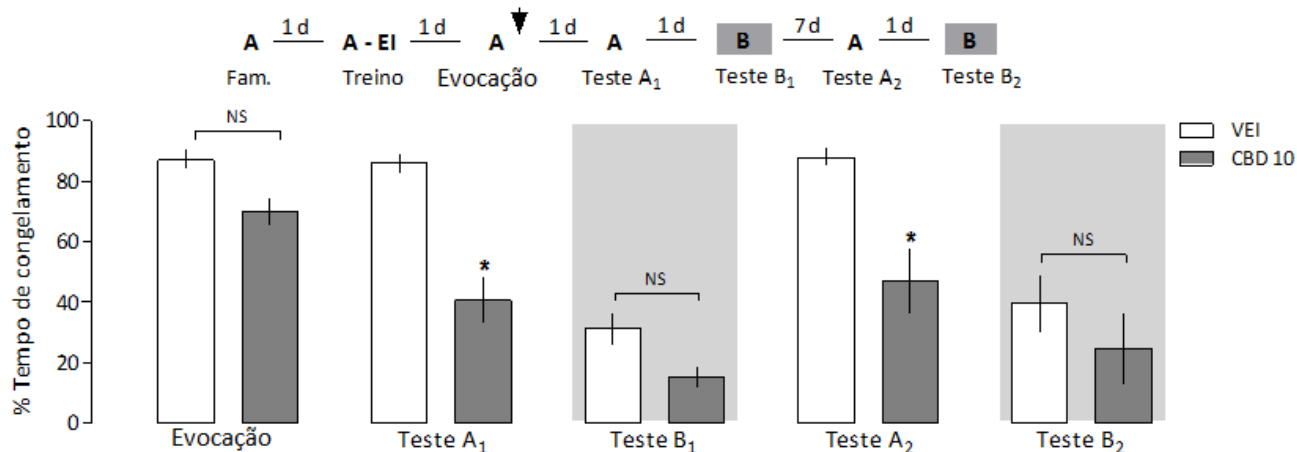 1 d 1 d 1 d 1 d 7 d 1 d
A A - EI A A B A B
Fam. Treino Evocação Teste A₁ Teste B₁ Teste A₂ Teste B₂
% Tempo de congelamento
100
80
60
40
20
0
NS
*
NS
*
NS
VEI
CBD 10
Evocação Teste A₁ Teste B₁ Teste A₂ Teste B₂